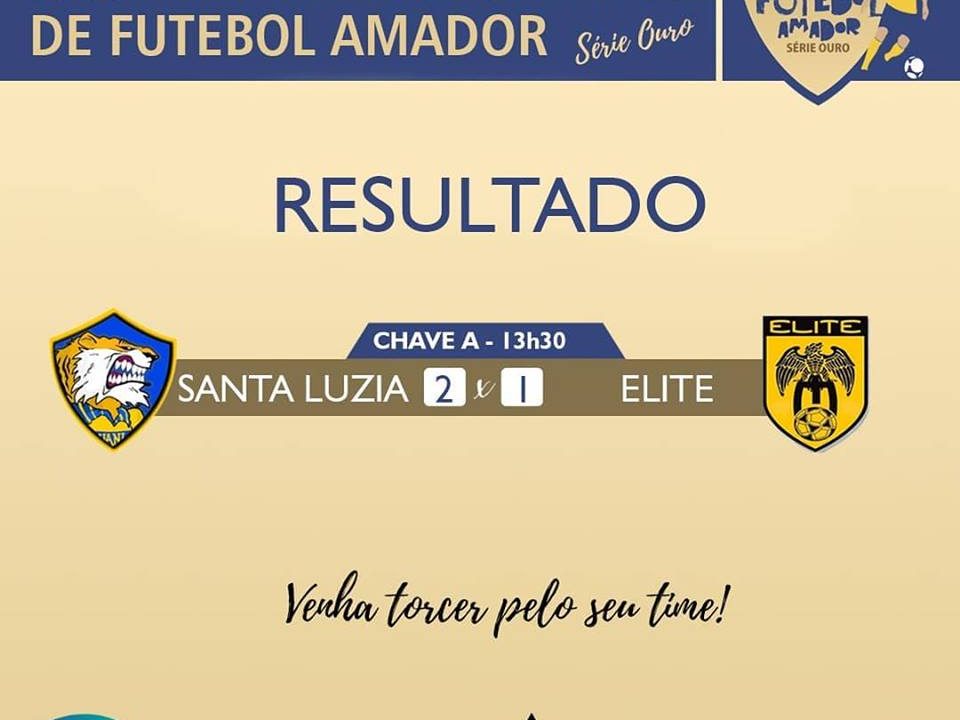 DE FUTEBOL AMADOR Série Ouro
FUTEBOL
AMADOR
SÉRIE OURO
RESULTADO
CHAVE A - 13h30
SANTA LUZIA 2 x 1 ELITE
ELITE
Venha torcer pelo seu time!